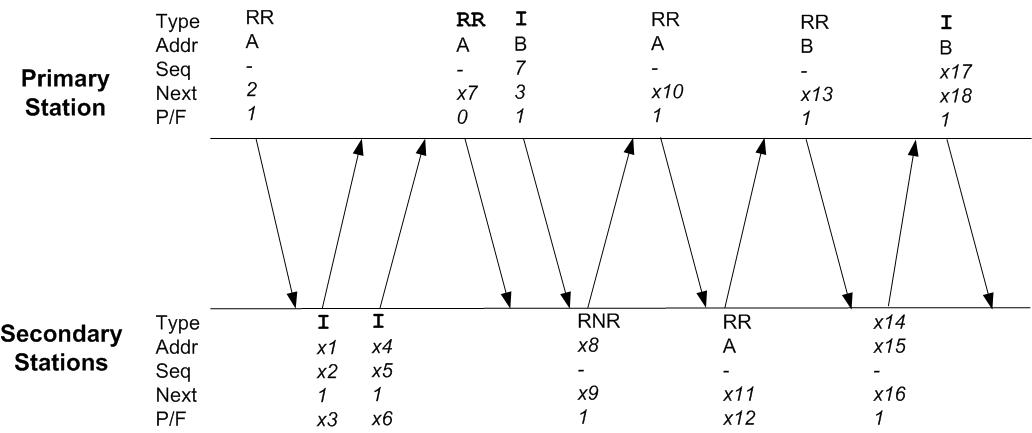 Type RR RR I RR RR I
Addr A A B A B B
Primary Station
Seq - - 7 - - x17
Next 2 x7 3 x10 x13 x18
P/F 1 0 1 1 1 1
Type I I RNR RR x14
Secondary Stations
Addr x1 x4 x8 A x15
Seq x2 x5 - - -
Next 1 1 x9 x11 x16
P/F x3 x6 1 x12 1